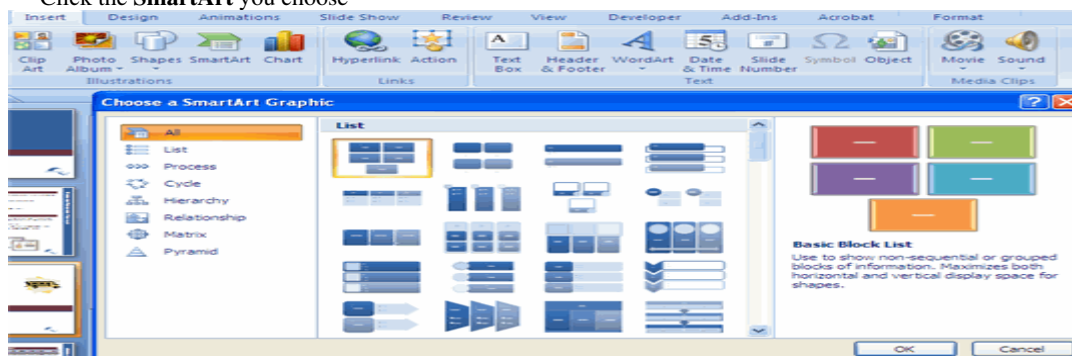 Click the SmartArt you choose
Insert Design Animations Slide Show Review View Developer Add-Ins Acrobat Format
Clip Art Photo Album Shapes SmartArt Chart Hyperlink Action Text Box Header & Footer WordArt Date & Time Slide Number Symbol Object Movie Sound
Illustrations Links Text Media Clips
Choose a SmartArt Graphic
All
List
Process
Cycle
Hierarchy
Relationship
Matrix
Pyramid
List
Basic Block List
Use to show non-sequential or grouped
blocks of information. Maximizes both
horizontal and vertical display space for
shapes.
OK Cancel